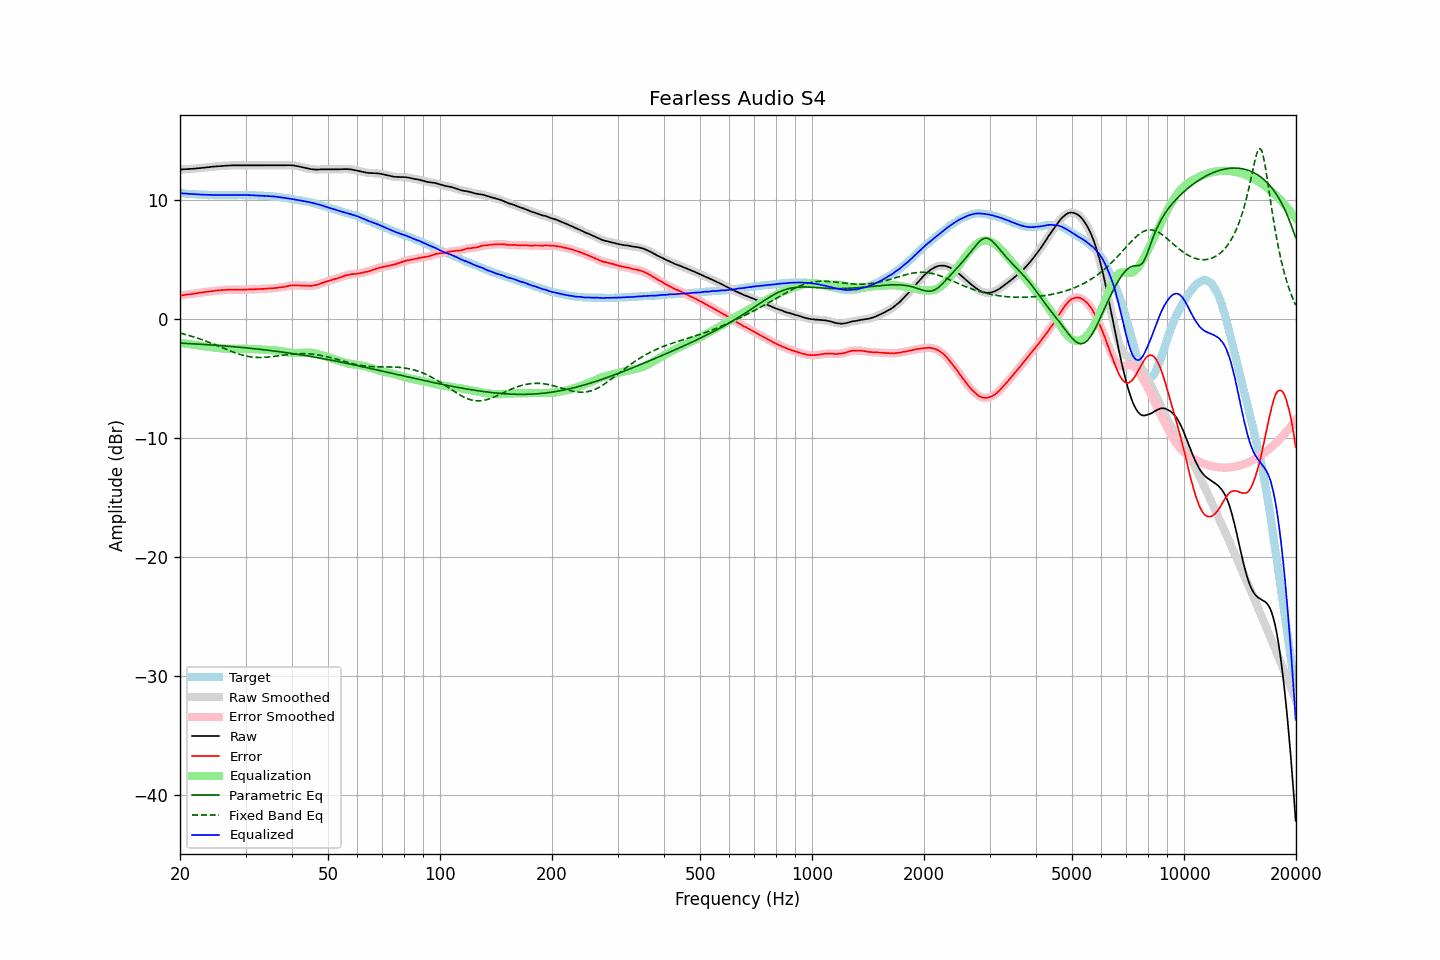 Fearless Audio S4
Amplitude (dBr)
10
0
−10
−20
−30
−40
Target
Raw Smoothed
Error Smoothed
Raw
Error
Equalization
Parametric Eq
Fixed Band Eq
Equalized
20 50 100 200 500 1000 2000 5000 10000 20000
Frequency (Hz)